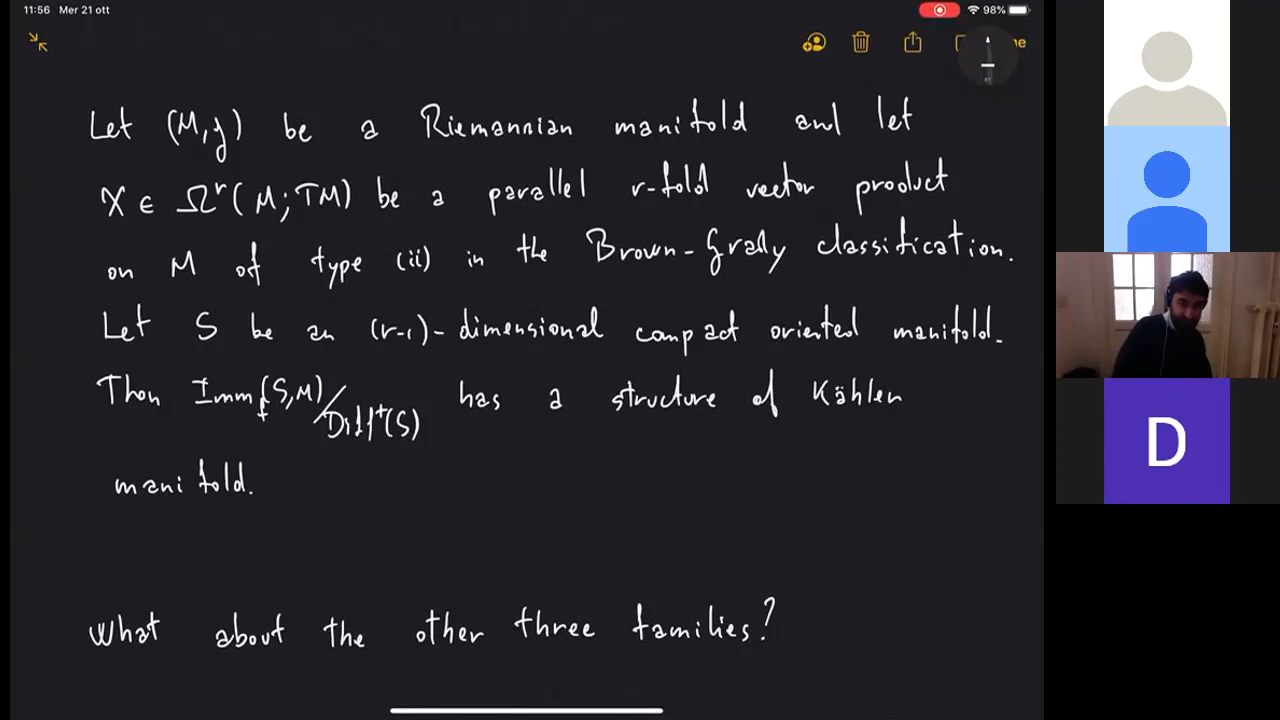 11:56 Mer 21 ott
98%
Let (M,g) be a Riemannian manifold and let
X ∈ Ωʳ(M;TM) be a parallel r-fold vector product
on M of type (ii) in the Brown-Gray classification.
Let S be an (r-1)-dimensional compact oriented manifold.
Then Imm_f(S,M)/Diff⁺(S) has a structure of Kähler
manifold.
What about the other three families?
D